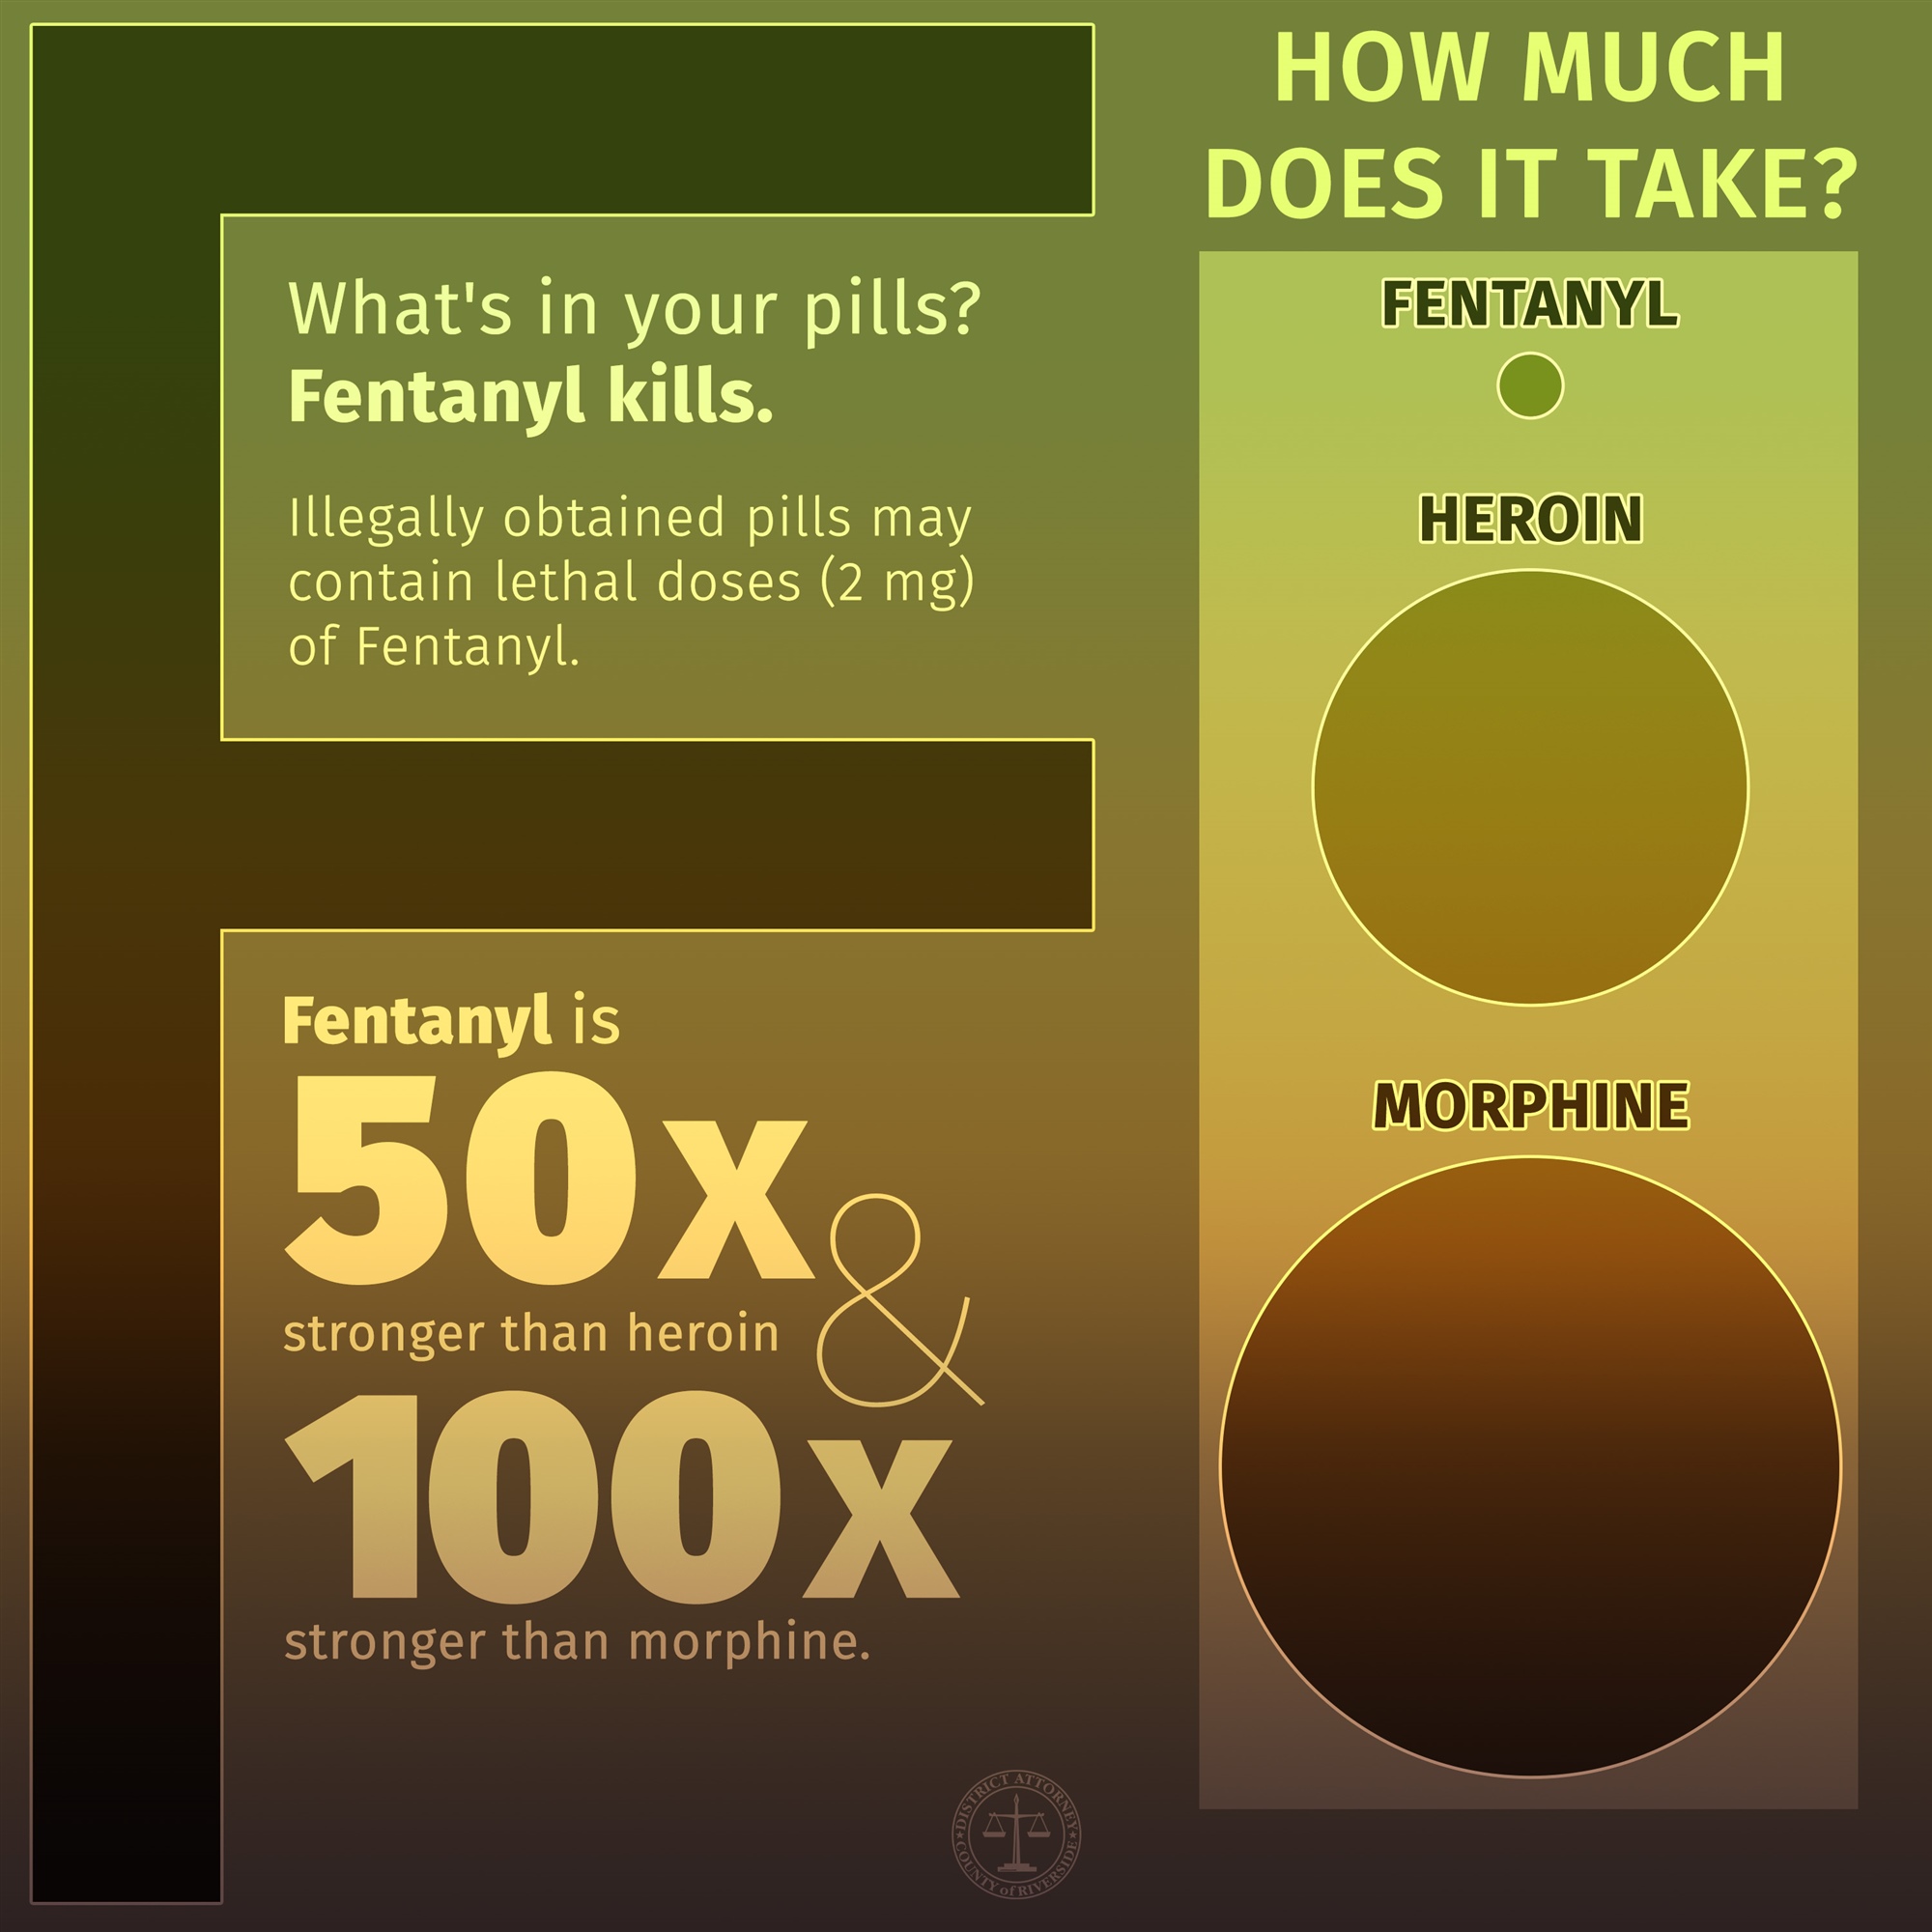 What's in your pills?
Fentanyl kills.
Illegally obtained pills may
contain lethal doses (2 mg)
of Fentanyl.
Fentanyl is
50x
stronger than heroin
&
100x
stronger than morphine.
HOW MUCH
DOES IT TAKE?
FENTANYL
HEROIN
MORPHINE
DISTRICT ATTORNEY
COUNTY of RIVERSIDE